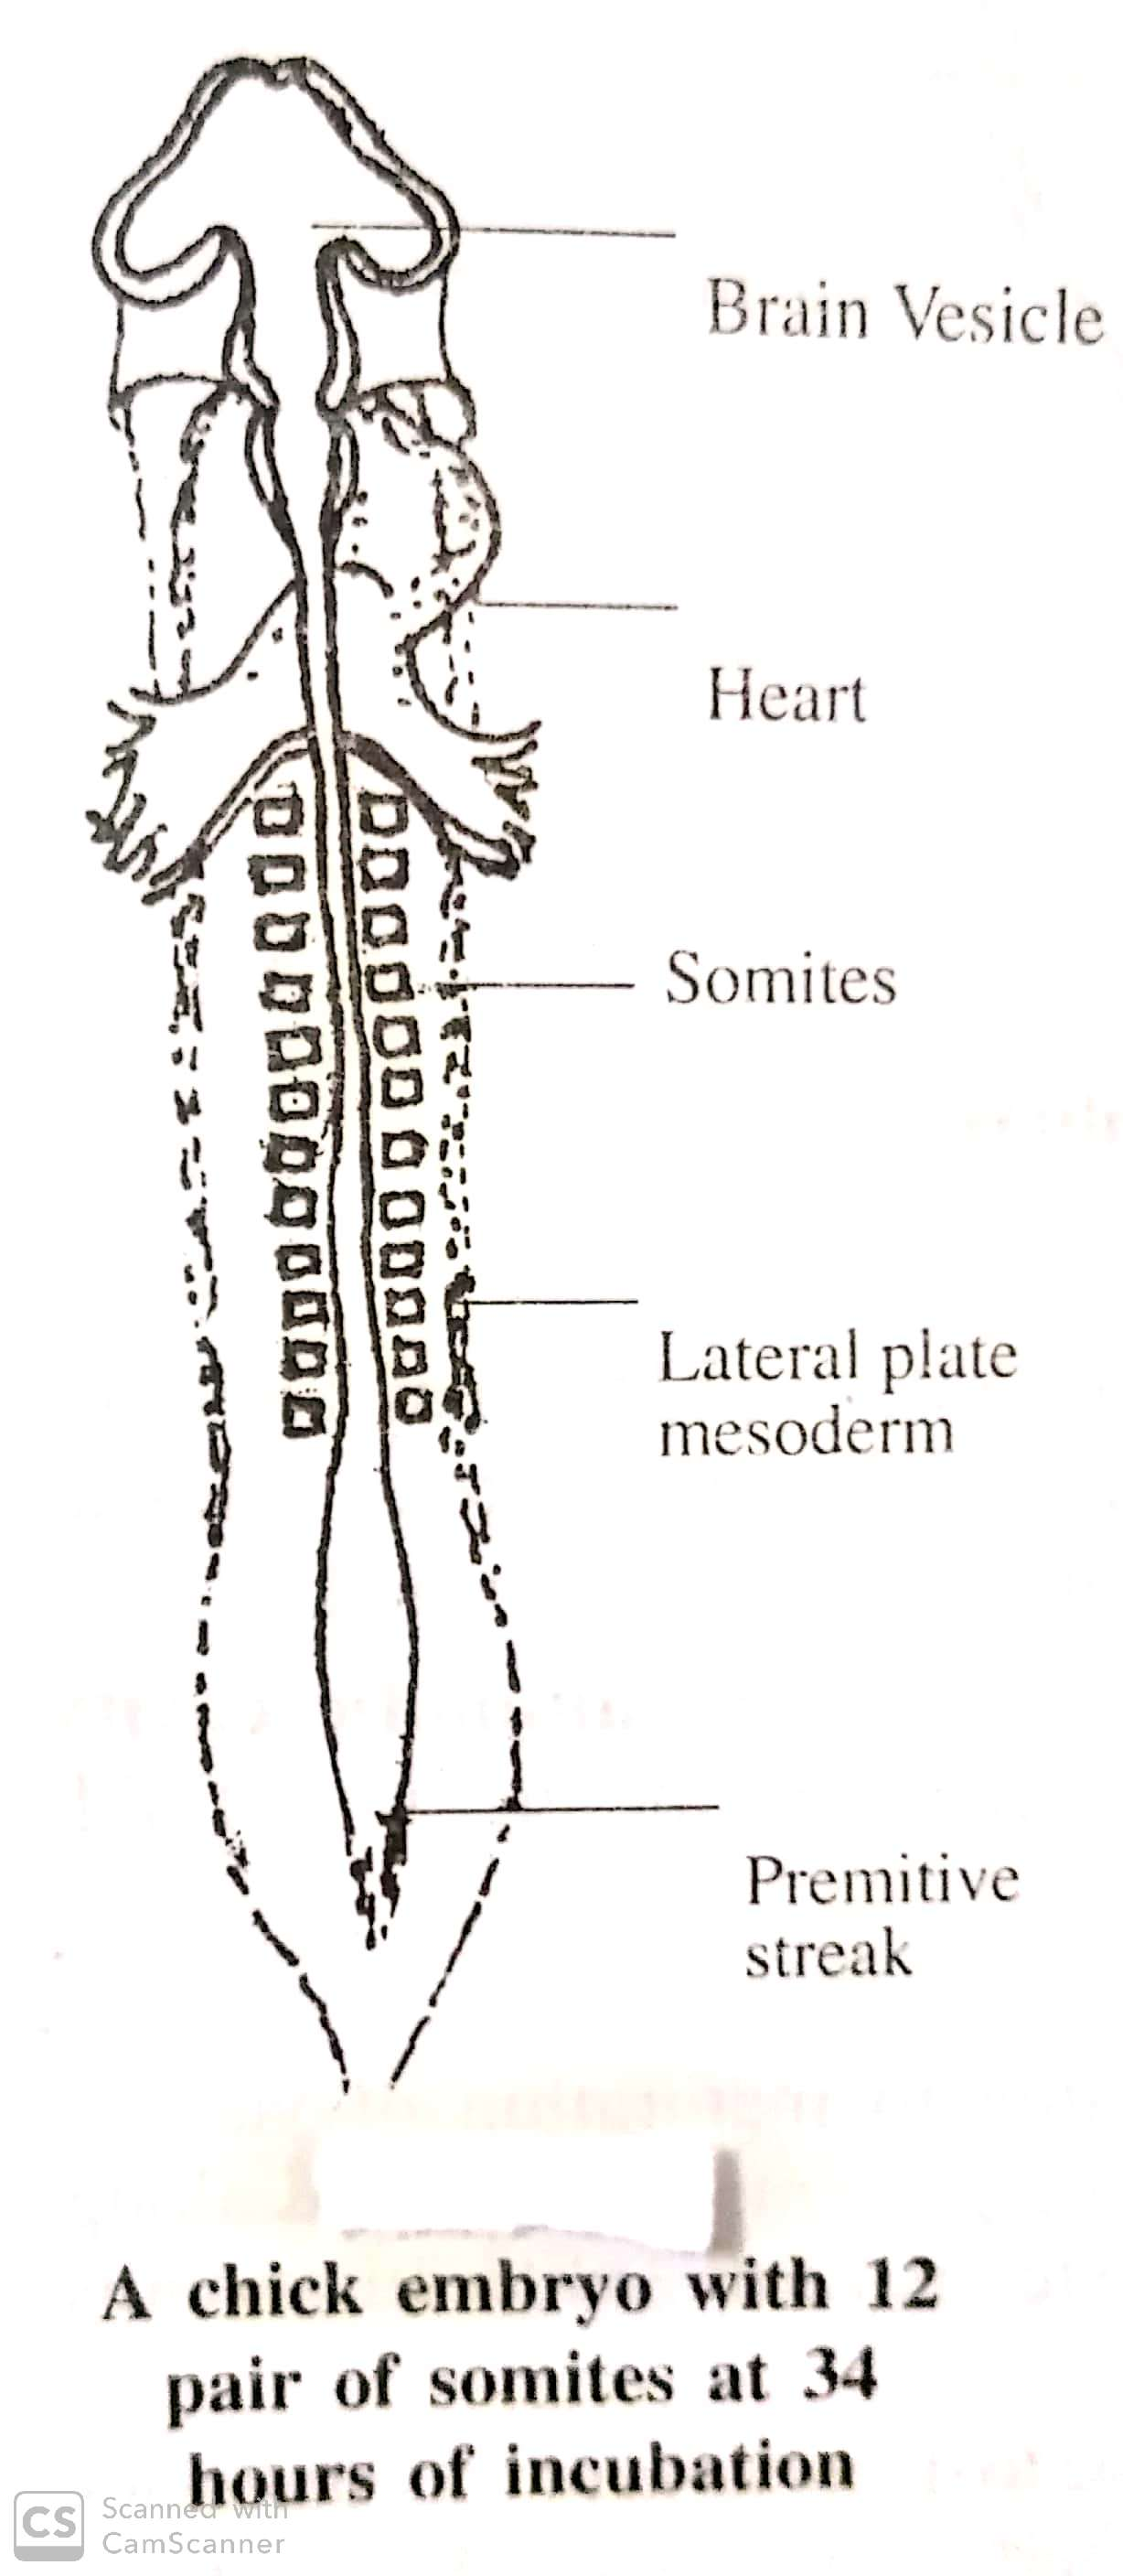 Brain Vesicle
Heart
Somites
Lateral plate
mesoderm
Premitive
streak
A chick embryo with 12
pair of somites at 34
hours of incubation
CS
Scanned with
CamScanner